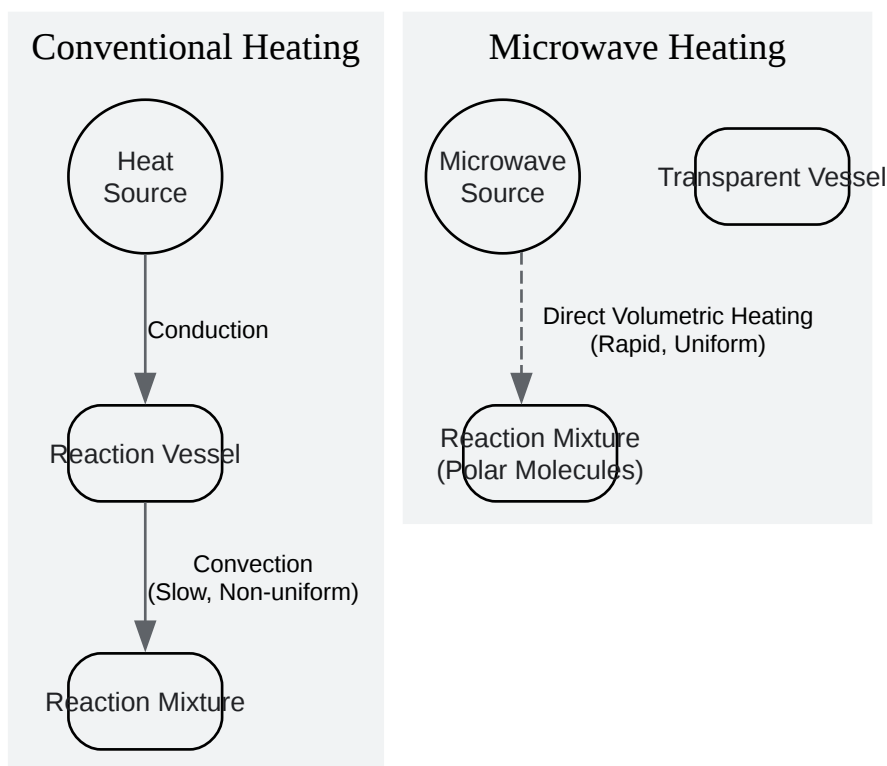 Conventional Heating
Heat
Source
Conduction
Reaction Vessel
Convection
(Slow, Non-uniform)
Reaction Mixture
Microwave Heating
Microwave
Source
Transparent Vessel
Direct Volumetric Heating
(Rapid, Uniform)
Reaction Mixture
(Polar Molecules)